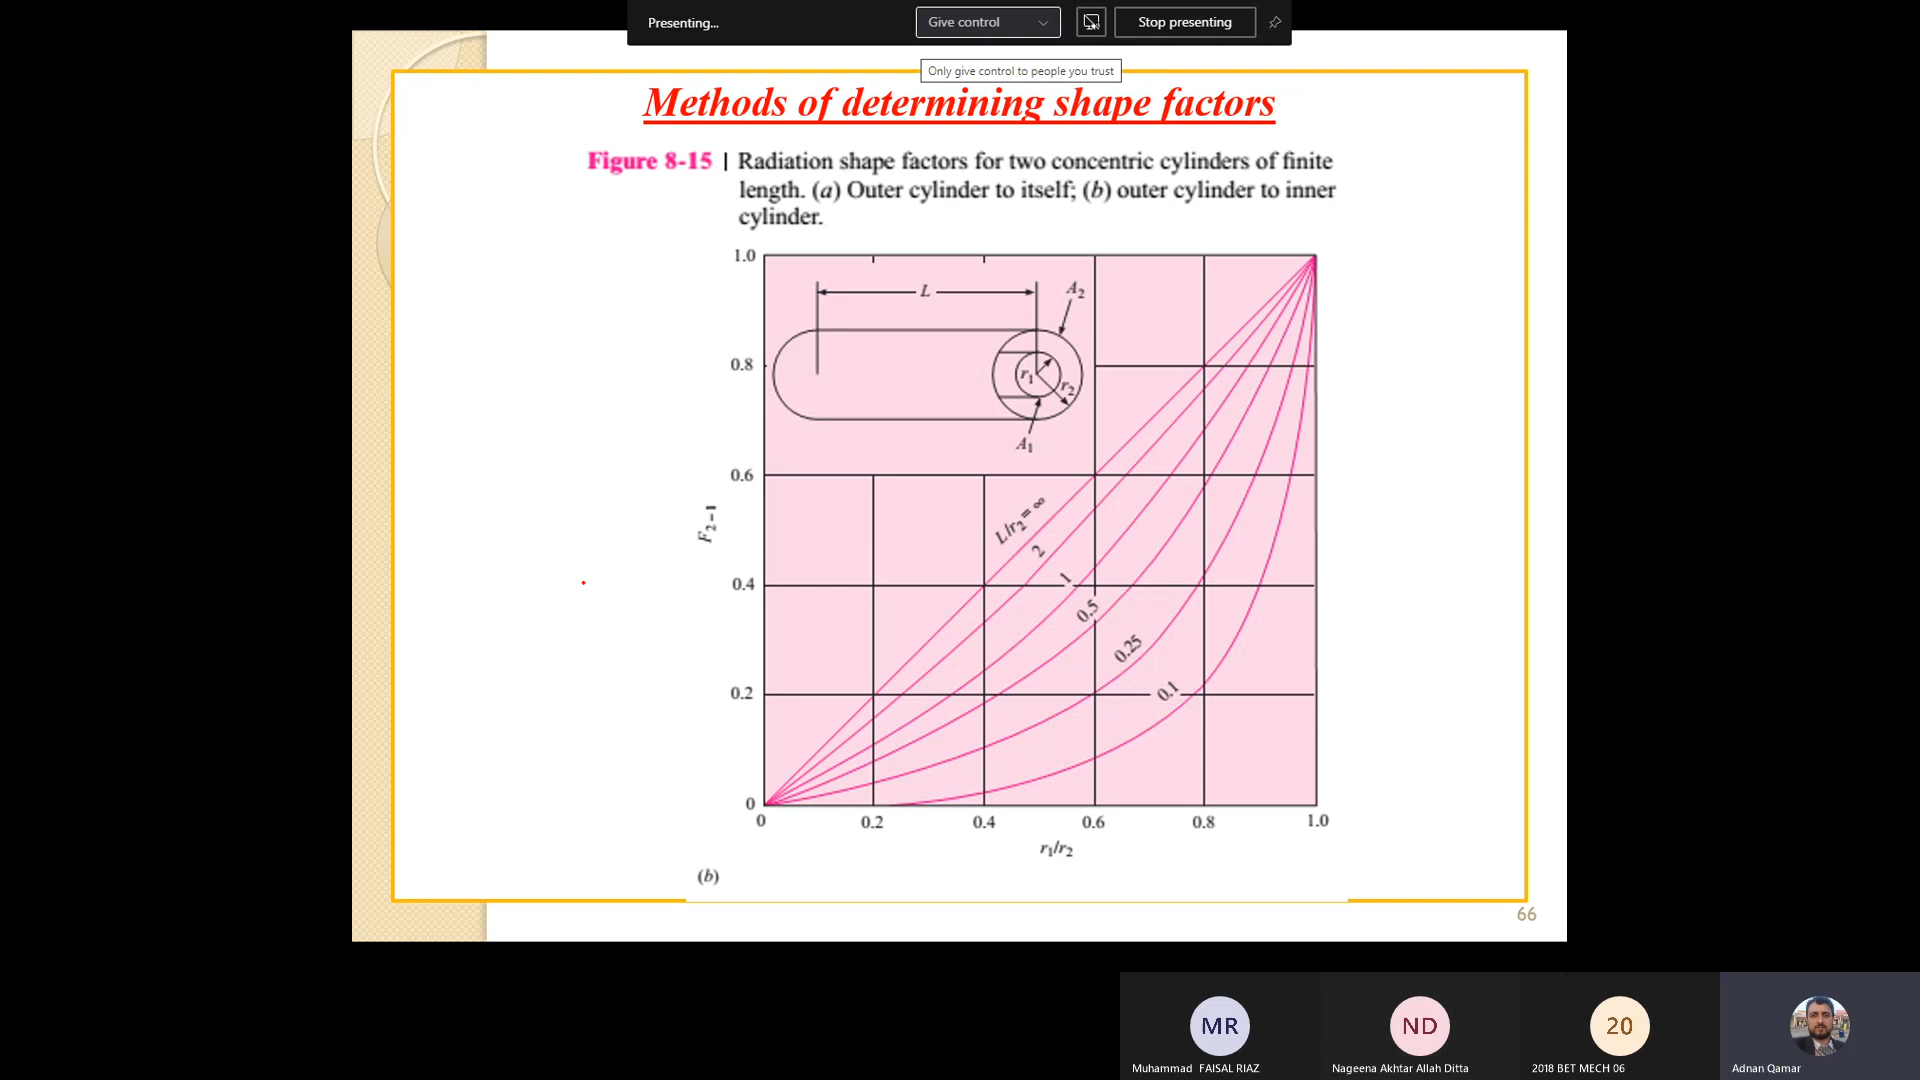 Presenting...
Give control
Stop presenting
Only give control to people you trust
Methods of determining shape factors
Figure 8-15 | Radiation shape factors for two concentric cylinders of finite
length. (a) Outer cylinder to itself; (b) outer cylinder to inner
cylinder.
1.0
L
A₂
0.8
r₁
r₂
A₁
0.6
L/r₂ = ∞
F₂₋₁
2
0.4
1
0.5
0.25
0.2
0.1
0
0 0.2 0.4 0.6 0.8 1.0
r₁/r₂
(b)
66
MR ND 20
Muhammad FAISAL RIAZ Nageena Akhtar Allah Ditta 2018 BET MECH 06 Adnan Qamar